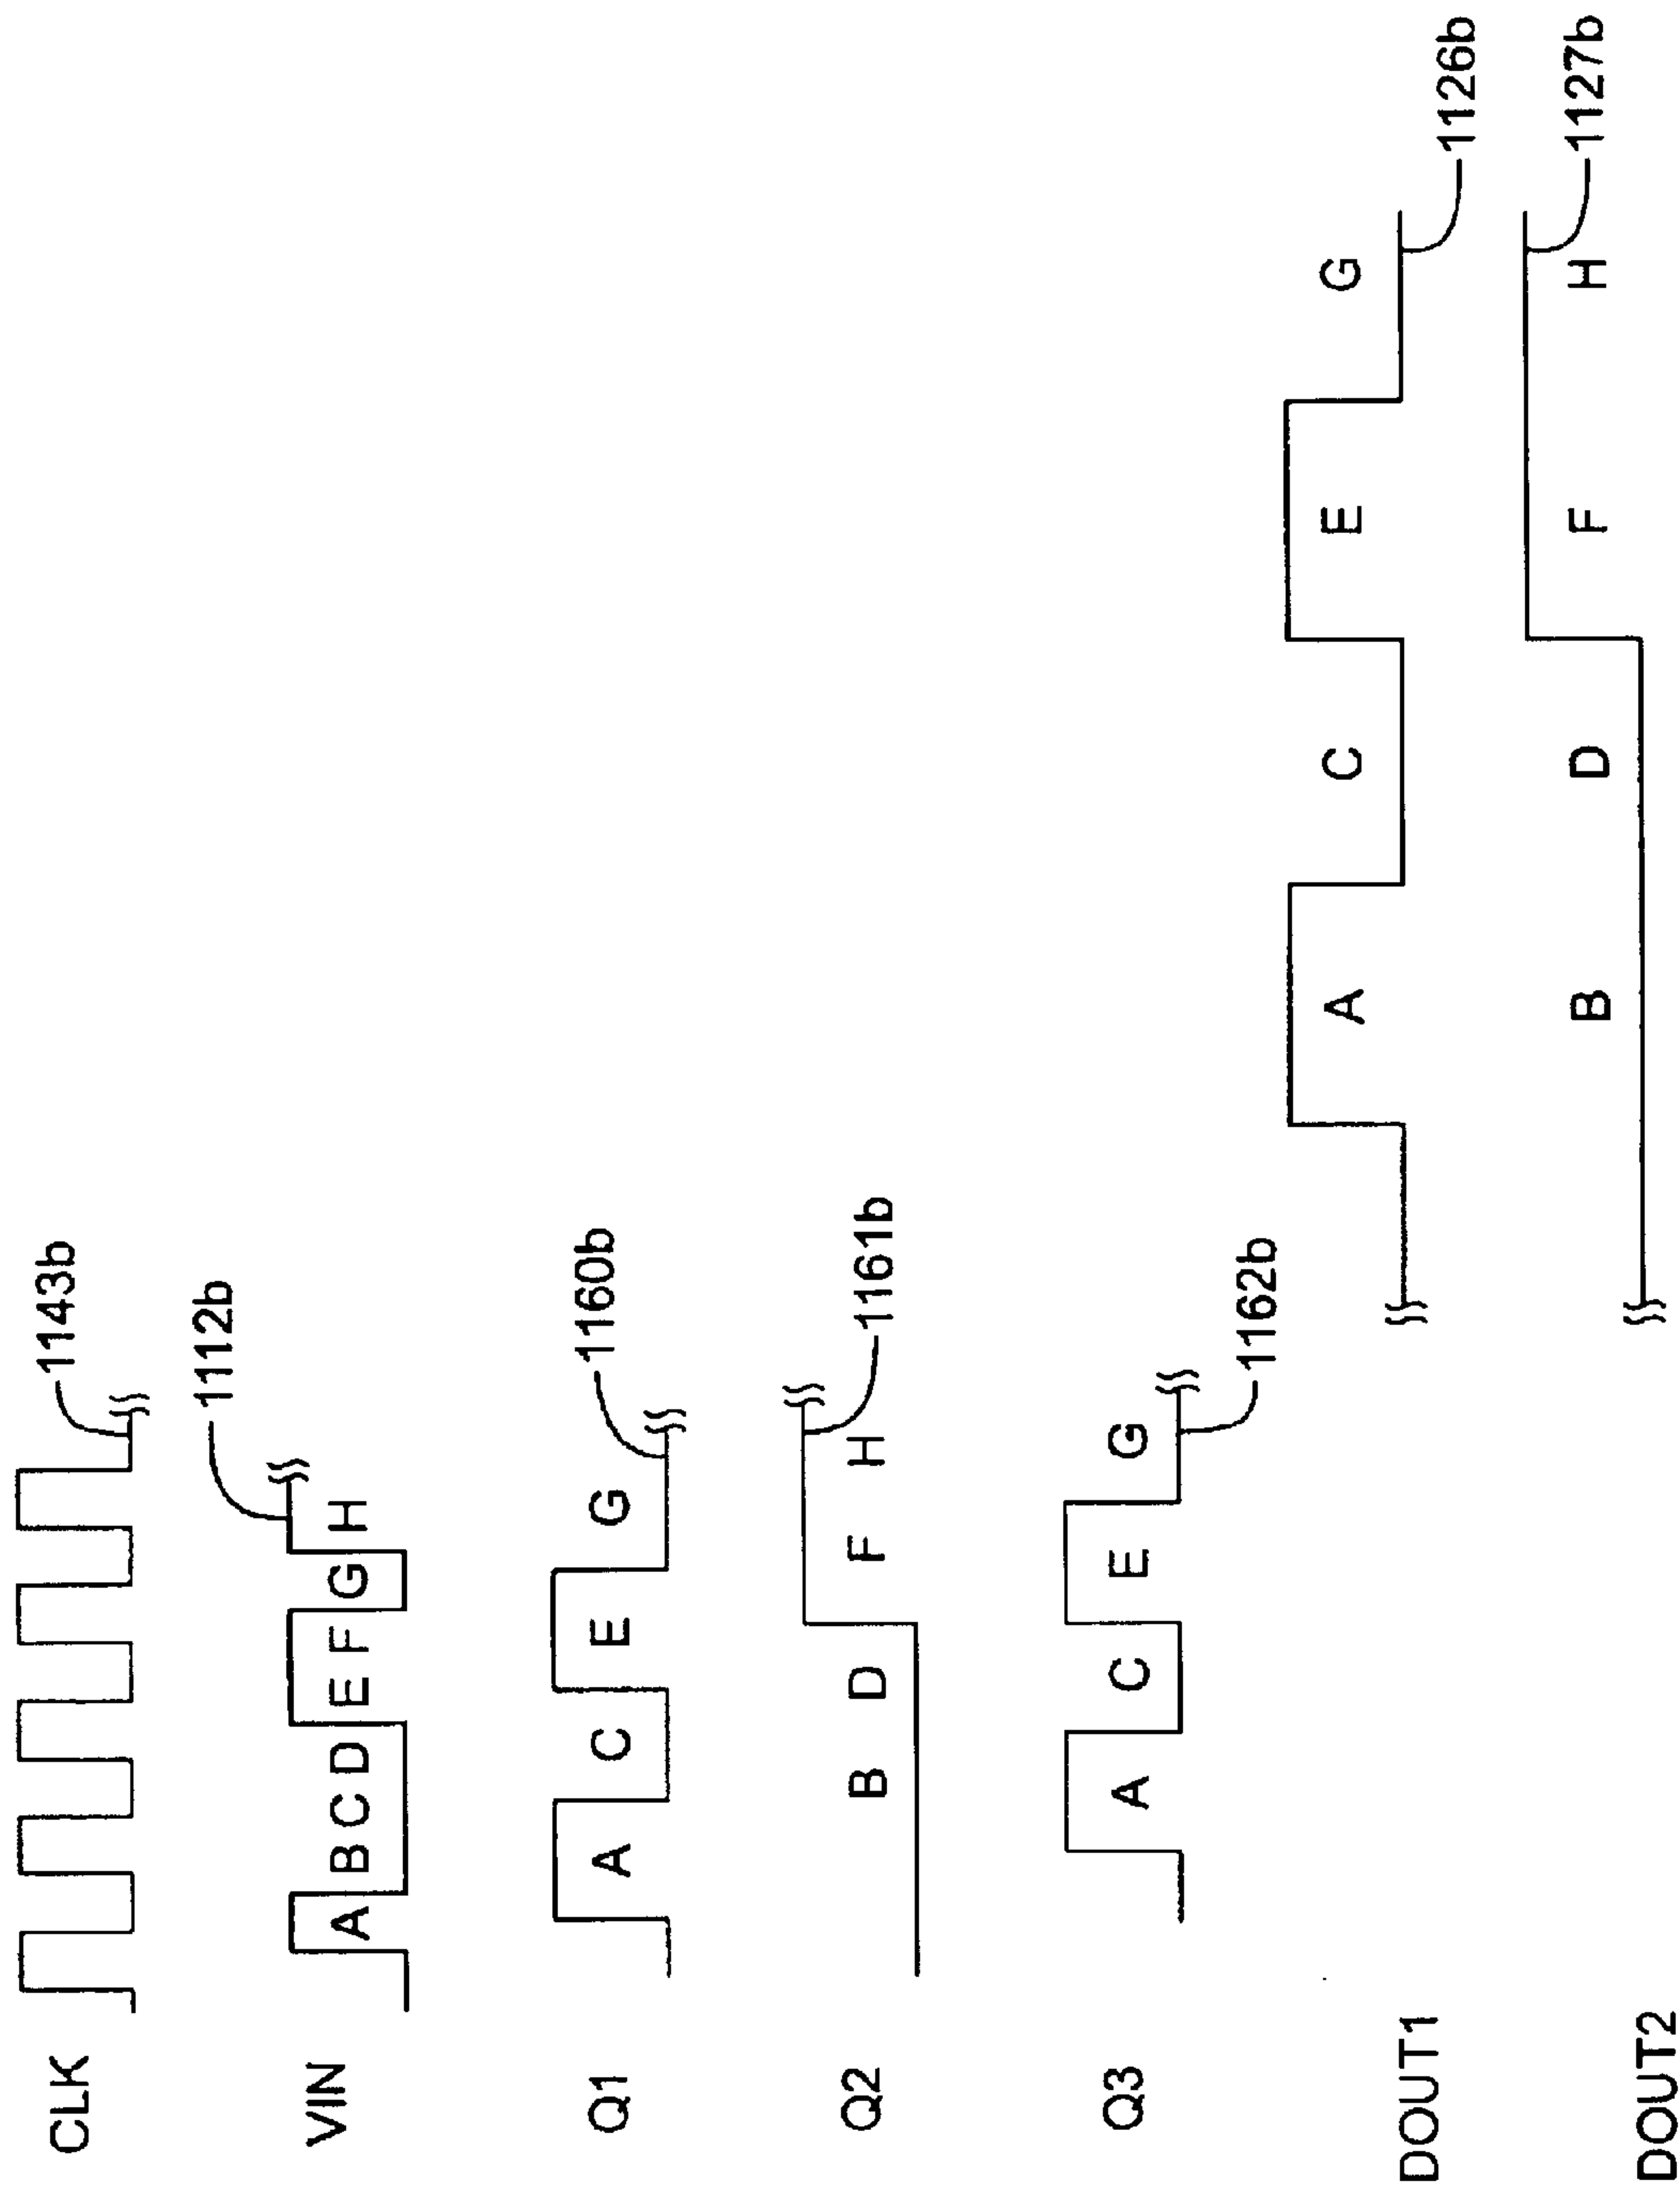 CLK
1143b
VIN
A B C D E F G H
1112b
Q1
A C E G
1160b
Q2
B D F H
1161b
Q3
A C E G
1162b
DOUT1
A C E G
1126b
DOUT2
B D F H
1127b